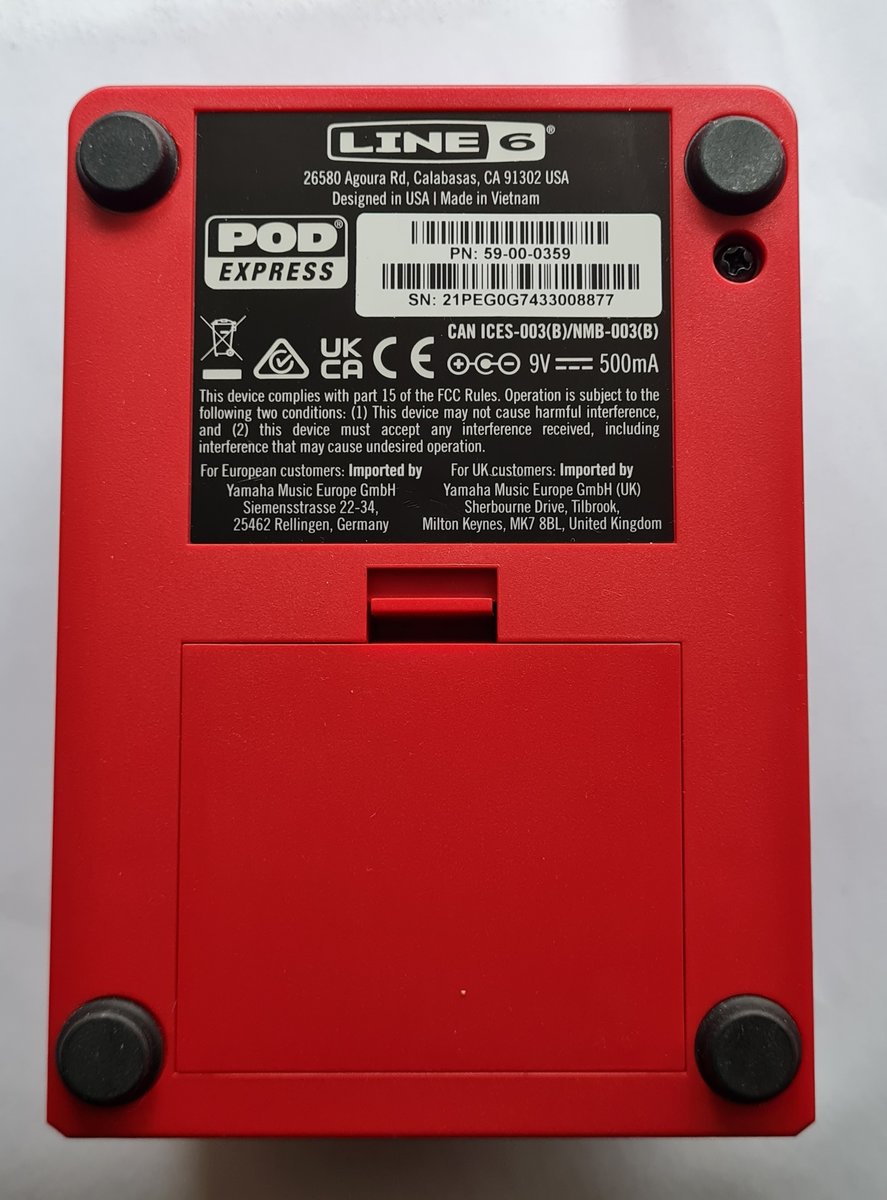 LINE 6®
26580 Agoura Rd, Calabasas, CA 91302 USA
Designed in USA | Made in Vietnam
POD®
EXPRESS
PN: 59-00-0359
SN: 21PEG0G7433008877
CAN ICES-003(B)/NMB-003(B)
UK
CA
CE
9V 500mA
This device complies with part 15 of the FCC Rules. Operation is subject to the
following two conditions: (1) This device may not cause harmful interference,
and (2) this device must accept any interference received, including
interference that may cause undesired operation.
For European customers: Imported by
Yamaha Music Europe GmbH
Siemensstrasse 22-34,
25462 Rellingen, Germany
For UK customers: Imported by
Yamaha Music Europe GmbH (UK)
Sherbourne Drive, Tilbrook,
Milton Keynes, MK7 8BL, United Kingdom